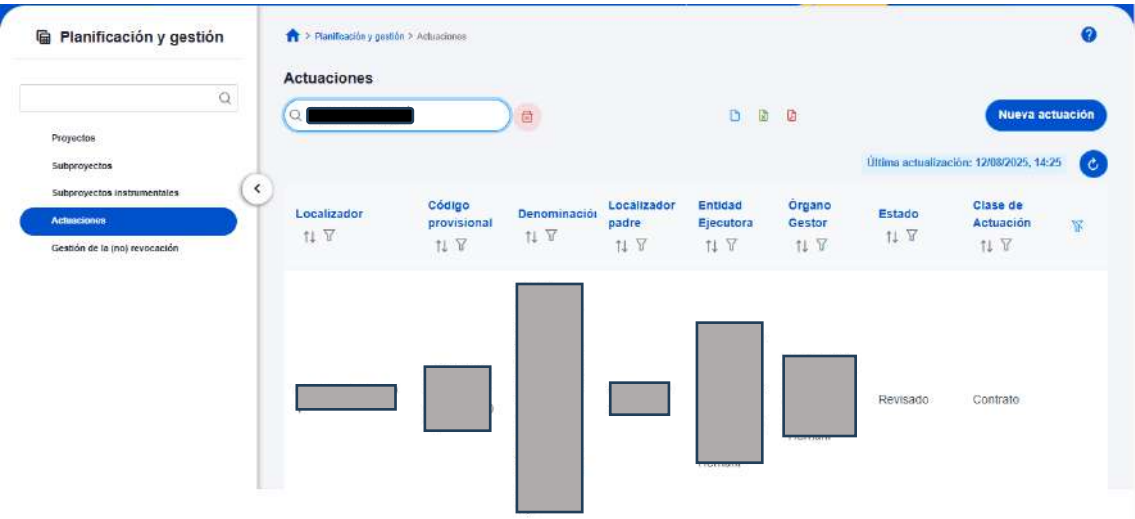 Planificación y gestión
Proyectos
Subproyectos
Subproyectos instrumentales
Actuaciones
Gestión de la (no) revocación
> Planificación y gestión > Actuaciones
?
Actuaciones
Nueva actuación
Última actualización: 12/08/2025, 14:25
Localizador
Código provisional
Denominación
Localizador padre
Entidad Ejecutora
Órgano Gestor
Estado
Clase de Actuación
Revisado
Contrato